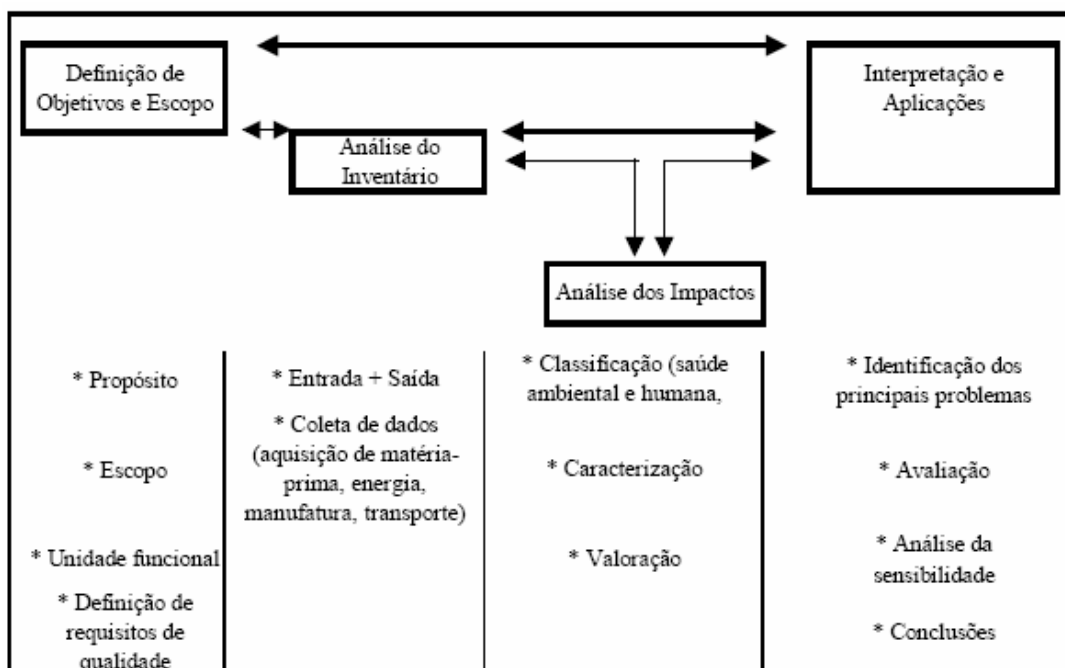 Definição de
Objetivos e Escopo
Interpretação e
Aplicações
Análise do
Inventário
Análise dos Impactos
* Propósito
* Escopo
* Unidade funcional
* Definição de
requisitos de
qualidade
* Entrada + Saída
* Coleta de dados
(aquisição de matéria-
prima, energia,
manufatura, transporte)
* Classificação (saúde
ambiental e humana,
* Caracterização
* Valoração
* Identificação dos
principais problemas
* Avaliação
* Análise da
sensibilidade
* Conclusões